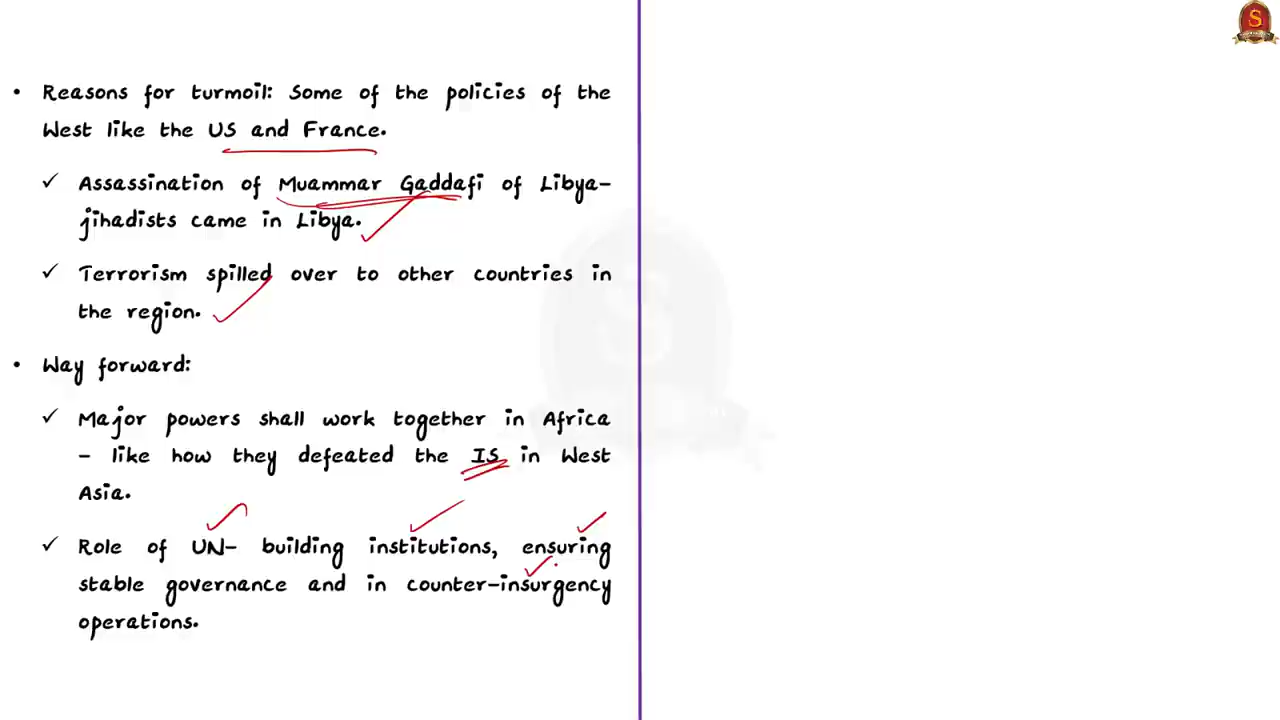 • Reasons for turmoil: Some of the policies of the
West like the US and France.
✓ Assassination of Muammar Gaddafi of Libya-
jihadists came in Libya.
✓ Terrorism spilled over to other countries in
the region.
• Way forward:
✓ Major powers shall work together in Africa
- like how they defeated the IS in West
Asia.
✓ Role of UN- building institutions, ensuring
stable governance and in counter-insurgency
operations.
S
S